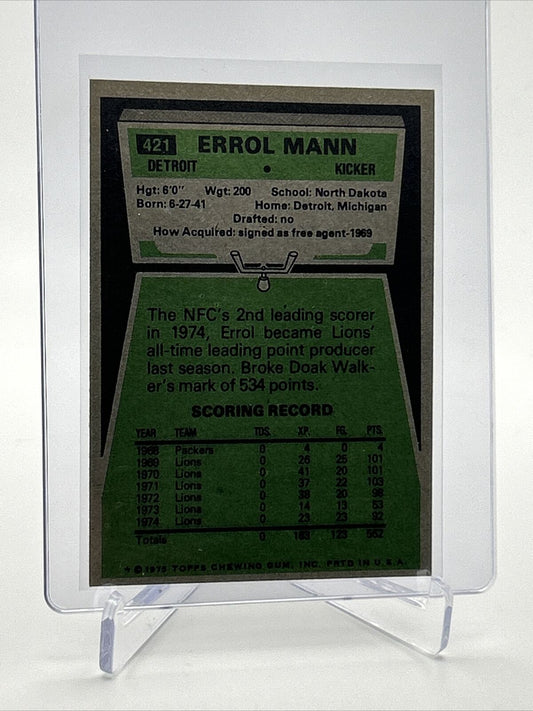 421 ERROL MANN
DETROIT • KICKER
Hgt: 6'0" Wgt: 200 School: North Dakota
Born: 6-27-41 Home: Detroit, Michigan
Drafted: no
How Acquired: signed as free agent-1969
The NFC's 2nd leading scorer
in 1974, Errol became Lions'
all-time leading point producer
last season. Broke Doak Walk-
er's mark of 534 points.
SCORING RECORD
YEAR TEAM TDS. XP. FG. PTS.
1968 Packers 0 4 0 4
1969 Lions 0 26 25 101
1970 Lions 0 41 20 101
1971 Lions 0 37 22 103
1972 Lions 0 38 20 98
1973 Lions 0 14 13 53
1974 Lions 0 23 23 92
Totals 0 183 123 552
* © 1975 TOPPS CHEWING GUM, INC. PRTD IN U.S.A.